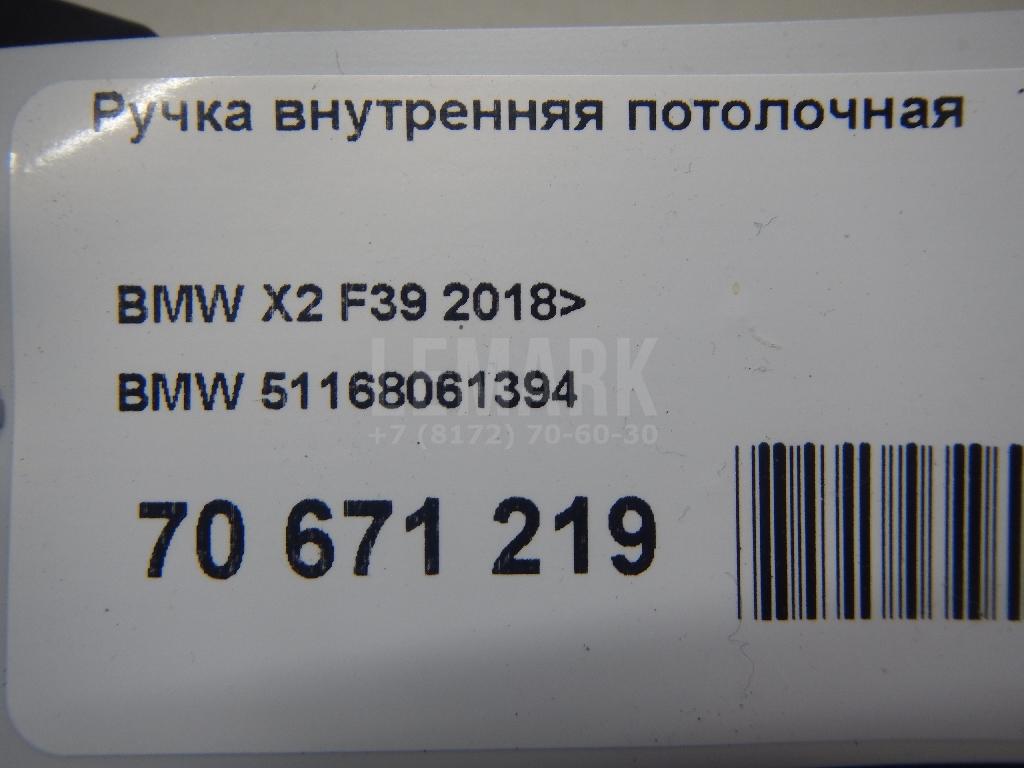 Ручка внутренняя потолочная
BMW X2 F39 2018>
BMW 51168061394
LEMARK
+7 (8172) 70-60-30
70 671 219